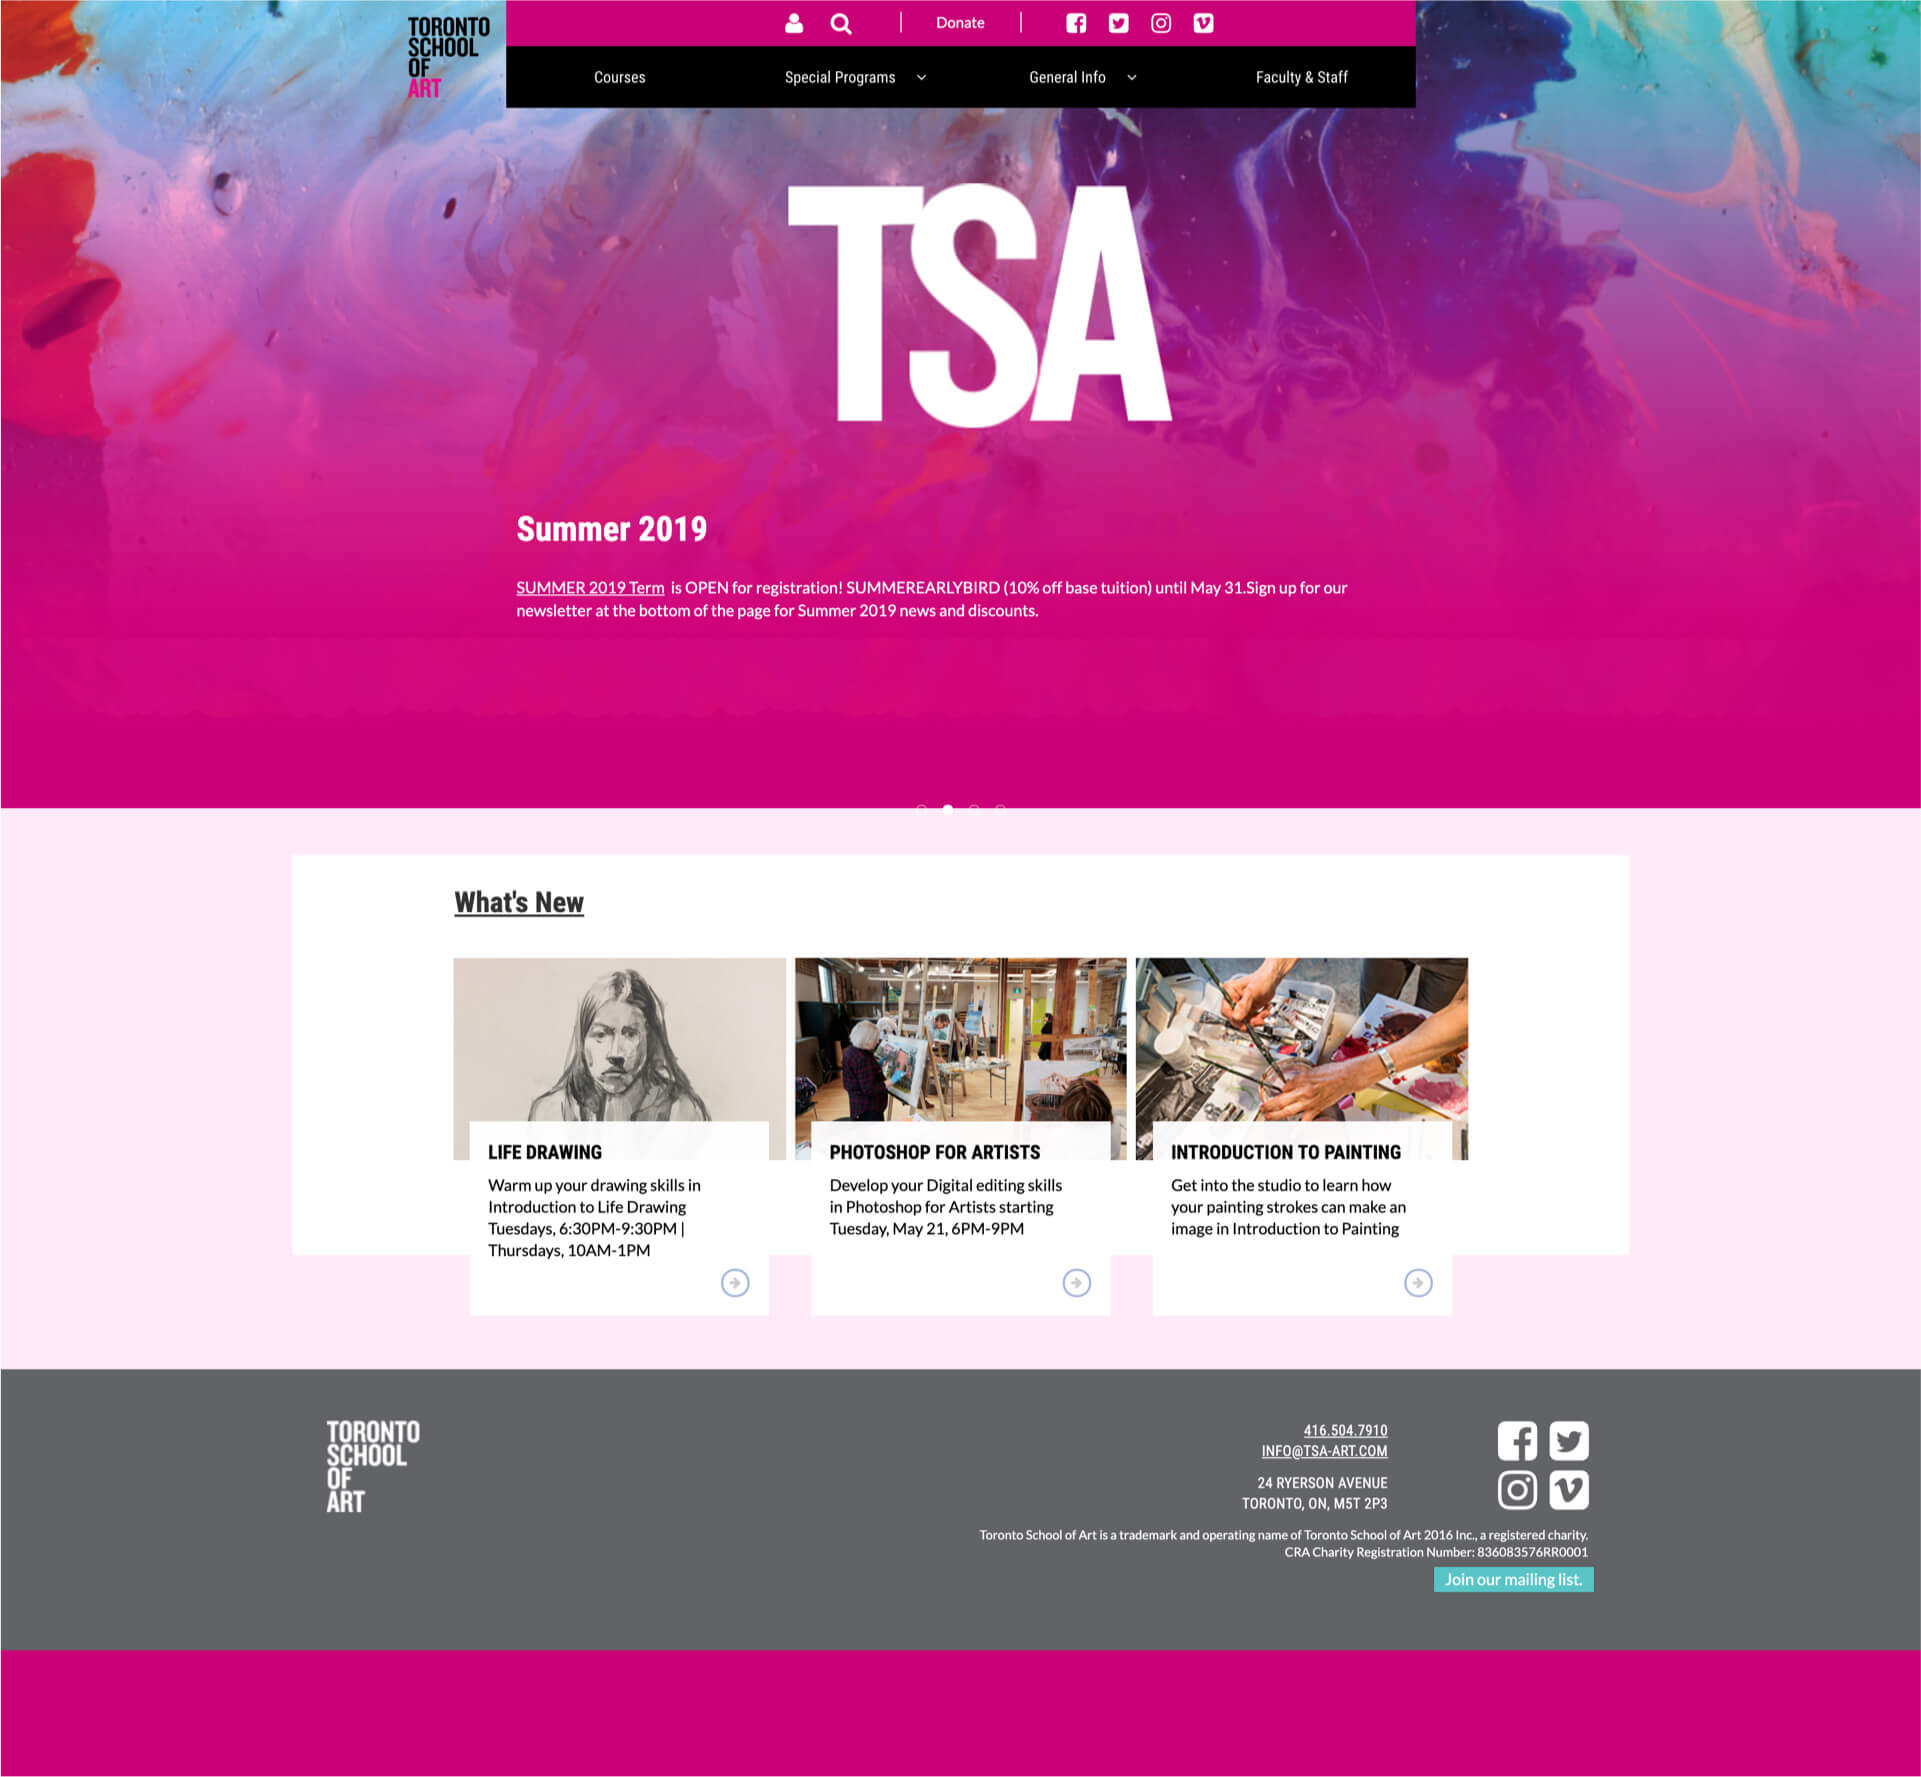 TORONTO
SCHOOL
OF
ART
Donate
Courses
Special Programs
General Info
Faculty & Staff
TSA
Summer 2019
SUMMER 2019 Term is OPEN for registration! SUMMEREARLYBIRD (10% off base tuition) until May 31.Sign up for our
newsletter at the bottom of the page for Summer 2019 news and discounts.
What's New
LIFE DRAWING
Warm up your drawing skills in
Introduction to Life Drawing
Tuesdays, 6:30PM-9:30PM |
Thursdays, 10AM-1PM
PHOTOSHOP FOR ARTISTS
Develop your Digital editing skills
in Photoshop for Artists starting
Tuesday, May 21, 6PM-9PM
INTRODUCTION TO PAINTING
Get into the studio to learn how
your painting strokes can make an
image in Introduction to Painting
TORONTO
SCHOOL
OF
ART
416.504.7910
INFO@TSA-ART.COM
24 RYERSON AVENUE
TORONTO, ON, M5T 2P3
Toronto School of Art is a trademark and operating name of Toronto School of Art 2016 Inc., a registered charity.
CRA Charity Registration Number: 836083576RR0001
Join our mailing list.